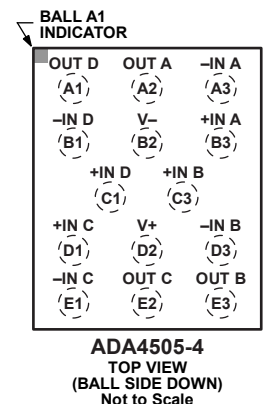 BALL A1
INDICATOR
OUT D OUT A –IN A
A1 A2 A3
–IN D V– +IN A
B1 B2 B3
+IN D +IN B
C1 C3
+IN C V+ –IN B
D1 D2 D3
–IN C OUT C OUT B
E1 E2 E3
ADA4505-4
TOP VIEW
(BALL SIDE DOWN)
Not to Scale